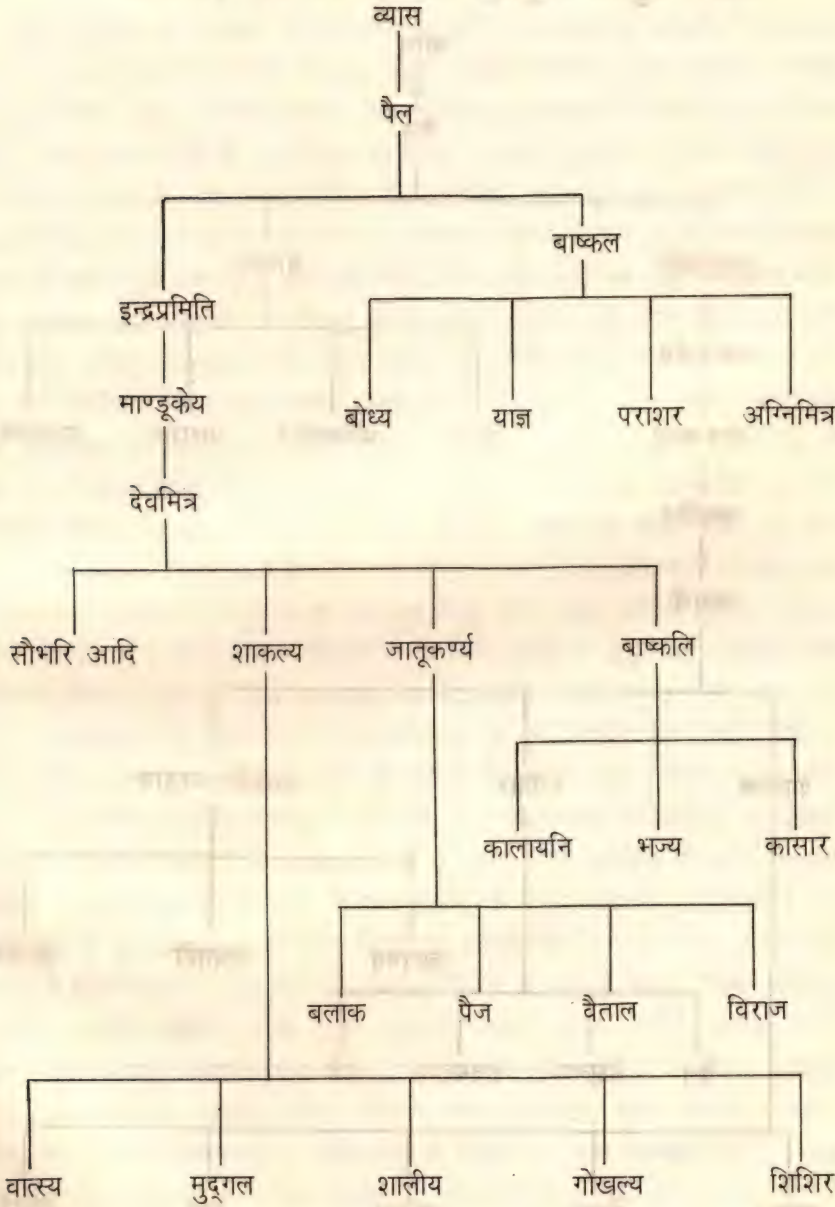 व्यास
पैल
बाष्कल
इन्द्रप्रमिति
माण्डूकेय
बोध्य याज्ञ पराशर अग्निमित्र
देवमित्र
सौभरि आदि शाकल्य जातूकर्ण्य बाष्कलि
कालायनि भज्य कासार
बलाक पैज वैताल विराज
वात्स्य मुद्गल शालीय गोखल्य शिशिर